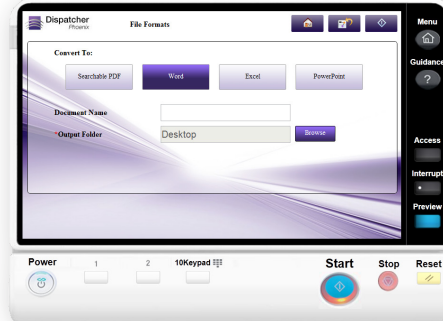 Dispatcher
Phoenix
File Formats
Menu
Convert To:
Guidance
Searchable PDF
Word
Excel
PowerPoint
?
Document Name
*Output Folder
Desktop
Browse
Access
Interrupt
Preview
Power
1
2
10Keypad
Start
Stop
Reset